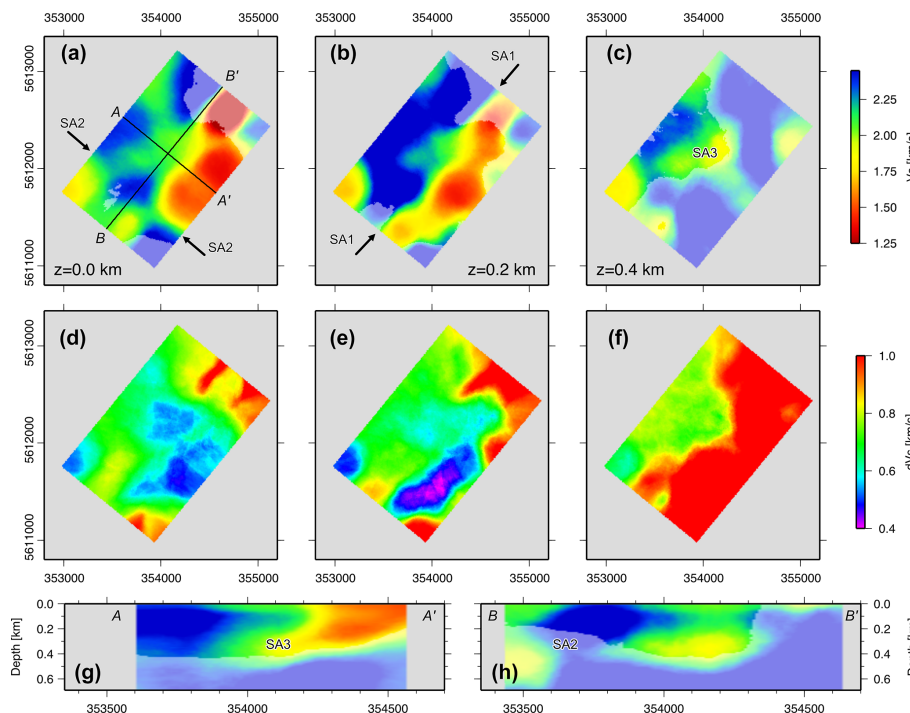 353000 354000 355000 353000 354000 355000 353000 354000 355000
(a) (b) (c)
5613000 5612000 5611000
A A' B B'
SA2 SA2
SA1 SA1
SA3
z=0.0 km z=0.2 km z=0.4 km
2.25
2.00
1.75
1.50
1.25
(d) (e) (f)
5613000 5612000 5611000
1.0
0.8
0.6
0.4
353000 354000 355000 353000 354000 355000 353000 354000 355000
Depth [km]
0.0 0.2 0.4 0.6
A A'
SA3
(g)
B B'
SA2
(h)
0.0 0.2 0.4 0.6
353500 354000 354500 353500 354000 354500